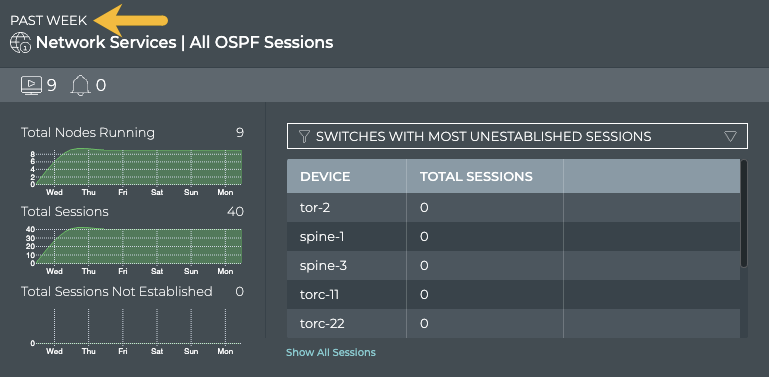 PAST WEEK
1
Network Services | All OSPF Sessions
9 0
Total Nodes Running 9
8
6
4
2
0
Wed Thu Fri Sat Sun Mon
Total Sessions 40
40
30
20
10
0
Wed Thu Fri Sat Sun Mon
Total Sessions Not Established 0
0
Wed Thu Fri Sat Sun Mon
SWITCHES WITH MOST UNESTABLISHED SESSIONS
DEVICE TOTAL SESSIONS
tor-2 0
spine-1 0
spine-3 0
torc-11 0
torc-22 0
Show All Sessions